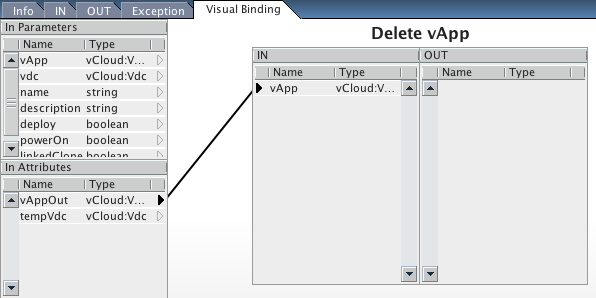 Info IN OUT Exception Visual Binding
In Parameters
Name Type
vApp vCloud:V...
vdc vCloud:Vdc
name string
description string
deploy boolean
powerOn boolean
linkedClone boolean
In Attributes
Name Type
vAppOut vCloud:V...
tempVdc vCloud:Vdc
Delete vApp
IN OUT
Name Type Name Type
vApp vCloud:V...